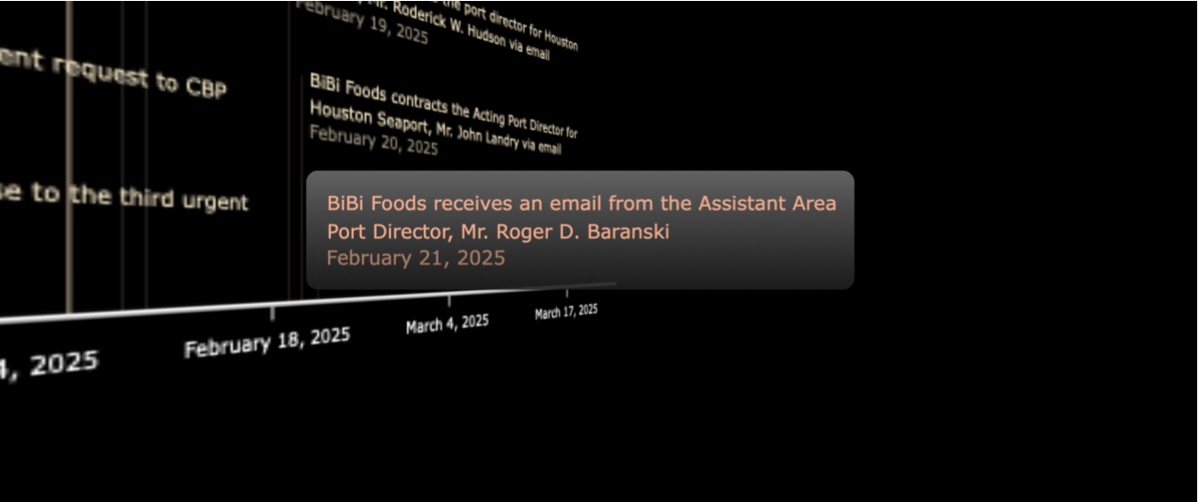 the port director for Houston
Mr. Roderick W. Hudson via email
February 19, 2025
ent request to CBP
BiBi Foods contracts the Acting Port Director for
Houston Seaport, Mr. John Landry via email
February 20, 2025
se to the third urgent
BiBi Foods receives an email from the Assistant Area
Port Director, Mr. Roger D. Baranski
February 21, 2025
February 18, 2025
March 4, 2025
March 17, 2025
4, 2025